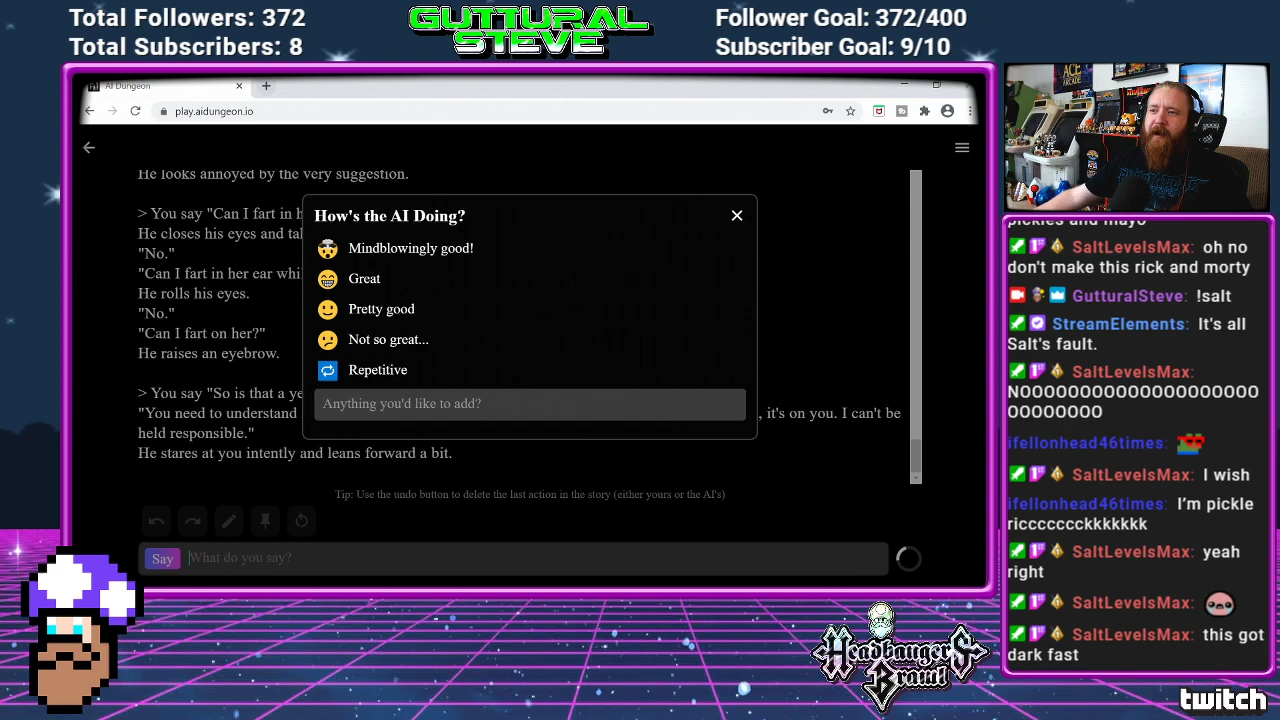 Total Followers: 372
Total Subscribers: 8
GUTTURAL
STEVE
Follower Goal: 372/400
Subscriber Goal: 9/10
AI Dungeon
play.aidungeon.io
He looks annoyed by the very suggestion.
> You say "Can I fart in h
He closes his eyes and tal
"No."
"Can I fart in her ear whi
He rolls his eyes.
"No."
"Can I fart on her?"
He raises an eyebrow.
> You say "So is that a ye
"You need to understand
, it's on you. I can't be
held responsible."
He stares at you intently and leans forward a bit.
How's the AI Doing?
Mindblowingly good!
Great
Pretty good
Not so great...
Repetitive
Anything you'd like to add?
Tip: Use the undo button to delete the last action in the story (either yours or the AI's)
Say
What do you say?
ACE
ARCADE
pickles and mayo
SaltLevelsMax: oh no
don't make this rick and morty
GutturalSteve: !salt
StreamElements: It's all
Salt's fault.
SaltLevelsMax:
NOOOOOOOOOOOOOOOOOOOO
OOOOOOOO
ifellonhead46times:
SaltLevelsMax: I wish
ifellonhead46times: I'm pickle
ricccccckkkkkk
SaltLevelsMax: yeah
right
SaltLevelsMax:
SaltLevelsMax: this got
dark fast
Headbangers
Brawl
twitch